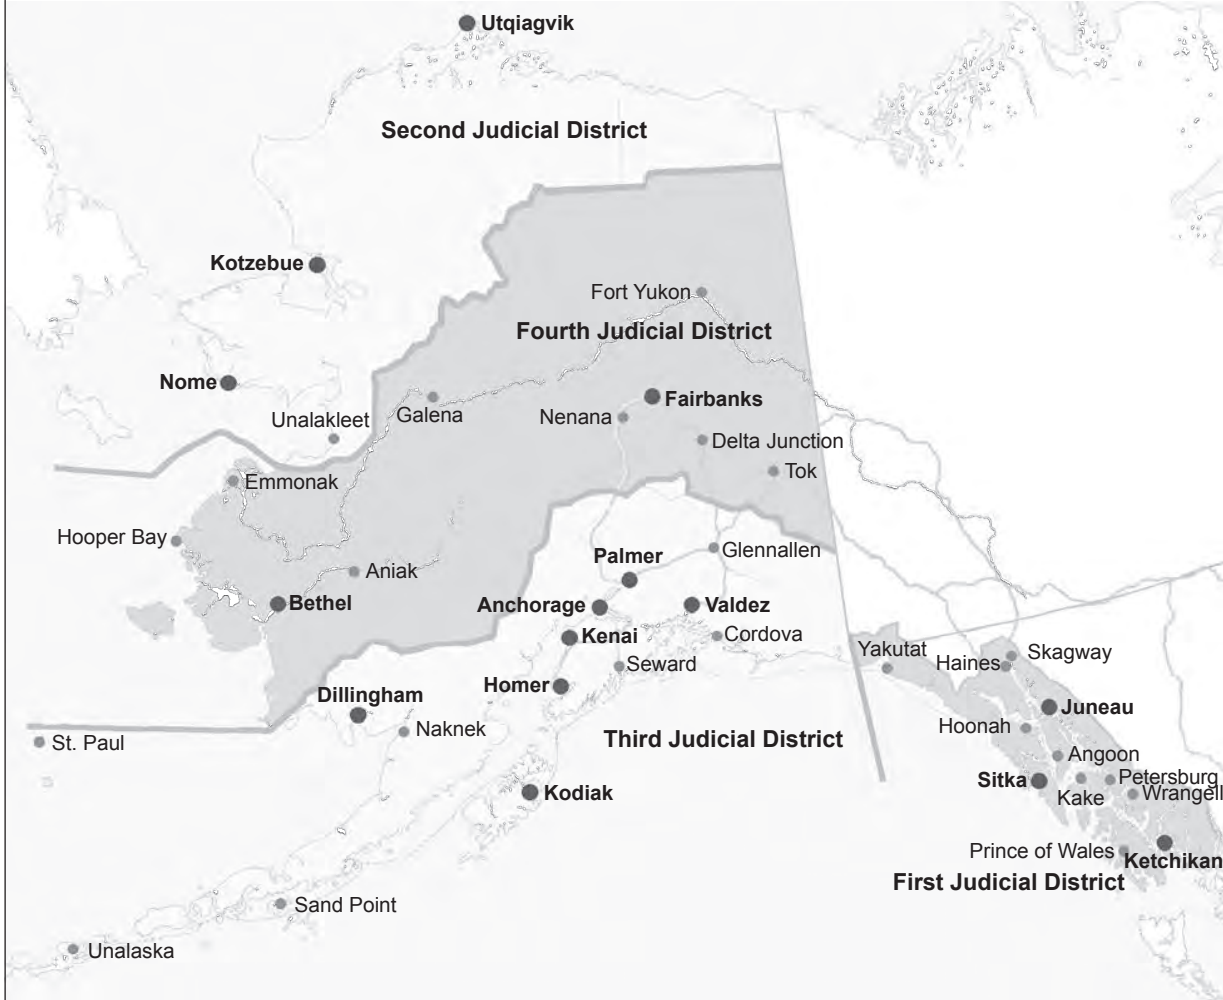 Utqiagvik
Second Judicial District
Kotzebue
Fort Yukon
Fourth Judicial District
Nome
Fairbanks
Galena
Nenana
Unalakleet
Delta Junction
Tok
Emmonak
Hooper Bay
Glennallen
Palmer
Aniak
Bethel
Anchorage
Valdez
Kenai
Cordova
Yakutat
Skagway
Haines
Seward
Homer
Dillingham
Juneau
Hoonah
Naknek
Third Judicial District
St. Paul
Angoon
Sitka
Petersburg
Kodiak
Wrangell
Kake
Prince of Wales
Ketchikan
First Judicial District
Sand Point
Unalaska